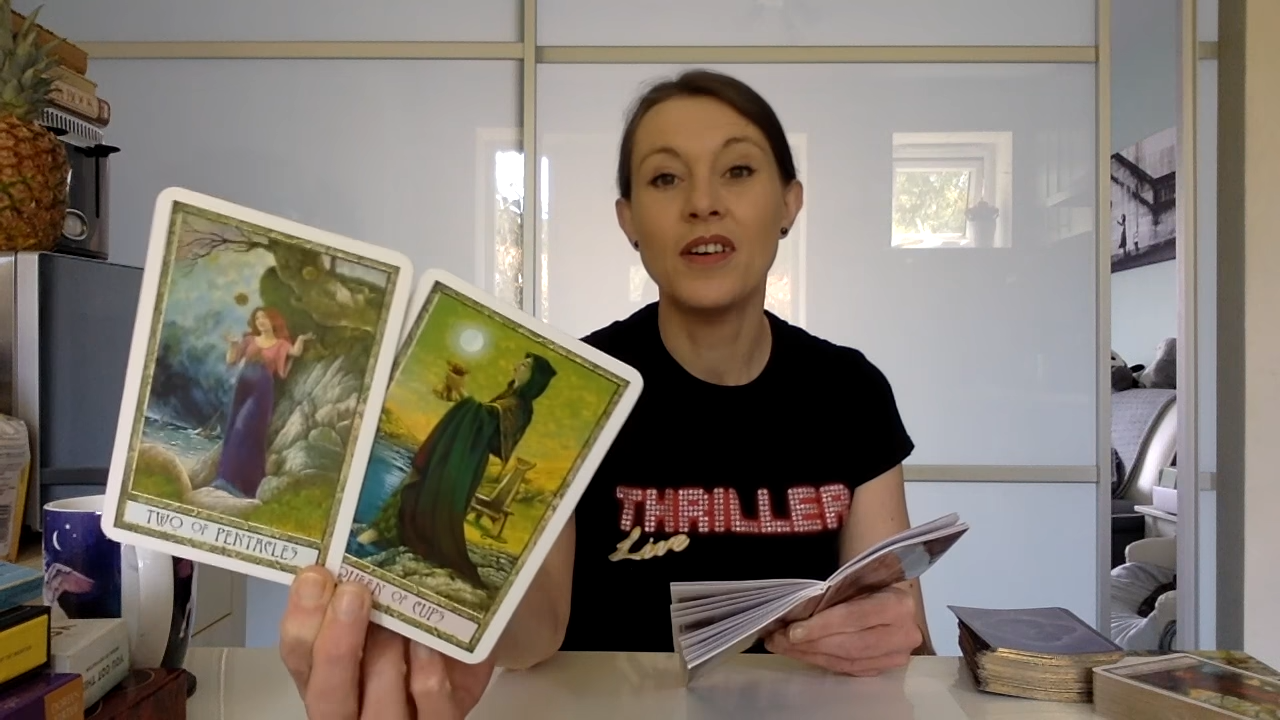 TWO OF PENTACLES
QUEEN OF CUPS
THRILLER
Live